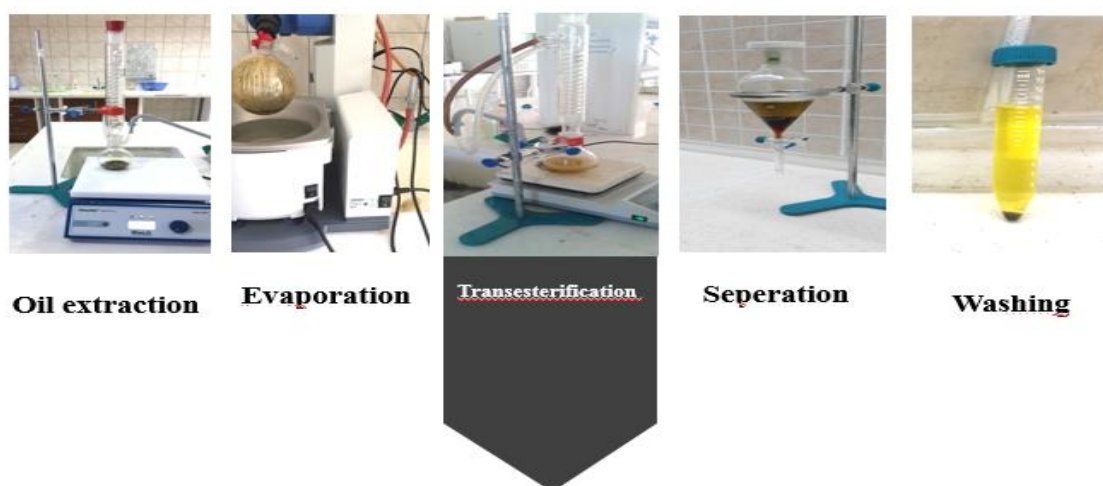 Oil extraction
Evaporation
Transesterification
Seperation
Washing